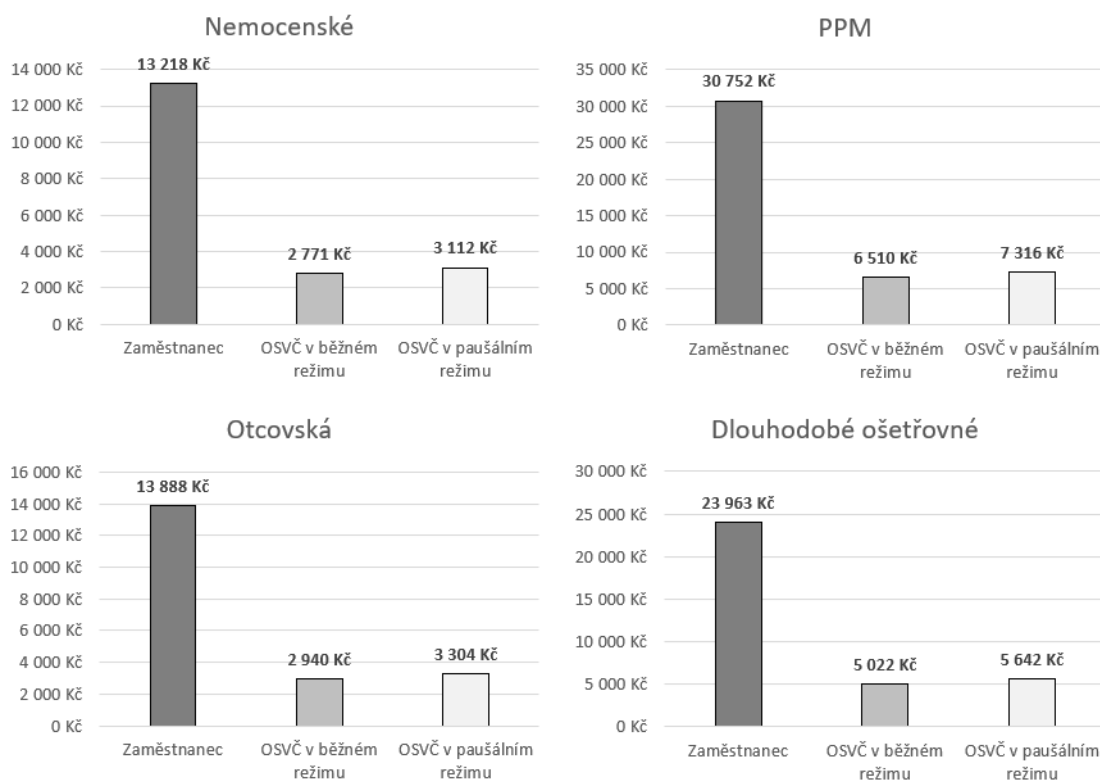 Nemocenské
14 000 Kč
12 000 Kč
10 000 Kč
8 000 Kč
6 000 Kč
4 000 Kč
2 000 Kč
0 Kč
13 218 Kč
2 771 Kč
3 112 Kč
Zaměstnanec
OSVČ v běžném
režimu
OSVČ v paušálním
režimu
PPM
35 000 Kč
30 000 Kč
25 000 Kč
20 000 Kč
15 000 Kč
10 000 Kč
5 000 Kč
0 Kč
30 752 Kč
6 510 Kč
7 316 Kč
Zaměstnanec
OSVČ v běžném
režimu
OSVČ v paušálním
režimu
Otcovská
16 000 Kč
14 000 Kč
12 000 Kč
10 000 Kč
8 000 Kč
6 000 Kč
4 000 Kč
2 000 Kč
0 Kč
13 888 Kč
2 940 Kč
3 304 Kč
Zaměstnanec
OSVČ v běžném
režimu
OSVČ v paušálním
režimu
Dlouhodobé ošetřovné
30 000 Kč
25 000 Kč
20 000 Kč
15 000 Kč
10 000 Kč
5 000 Kč
0 Kč
23 963 Kč
5 022 Kč
5 642 Kč
Zaměstnanec
OSVČ v běžném
režimu
OSVČ v paušálním
režimu